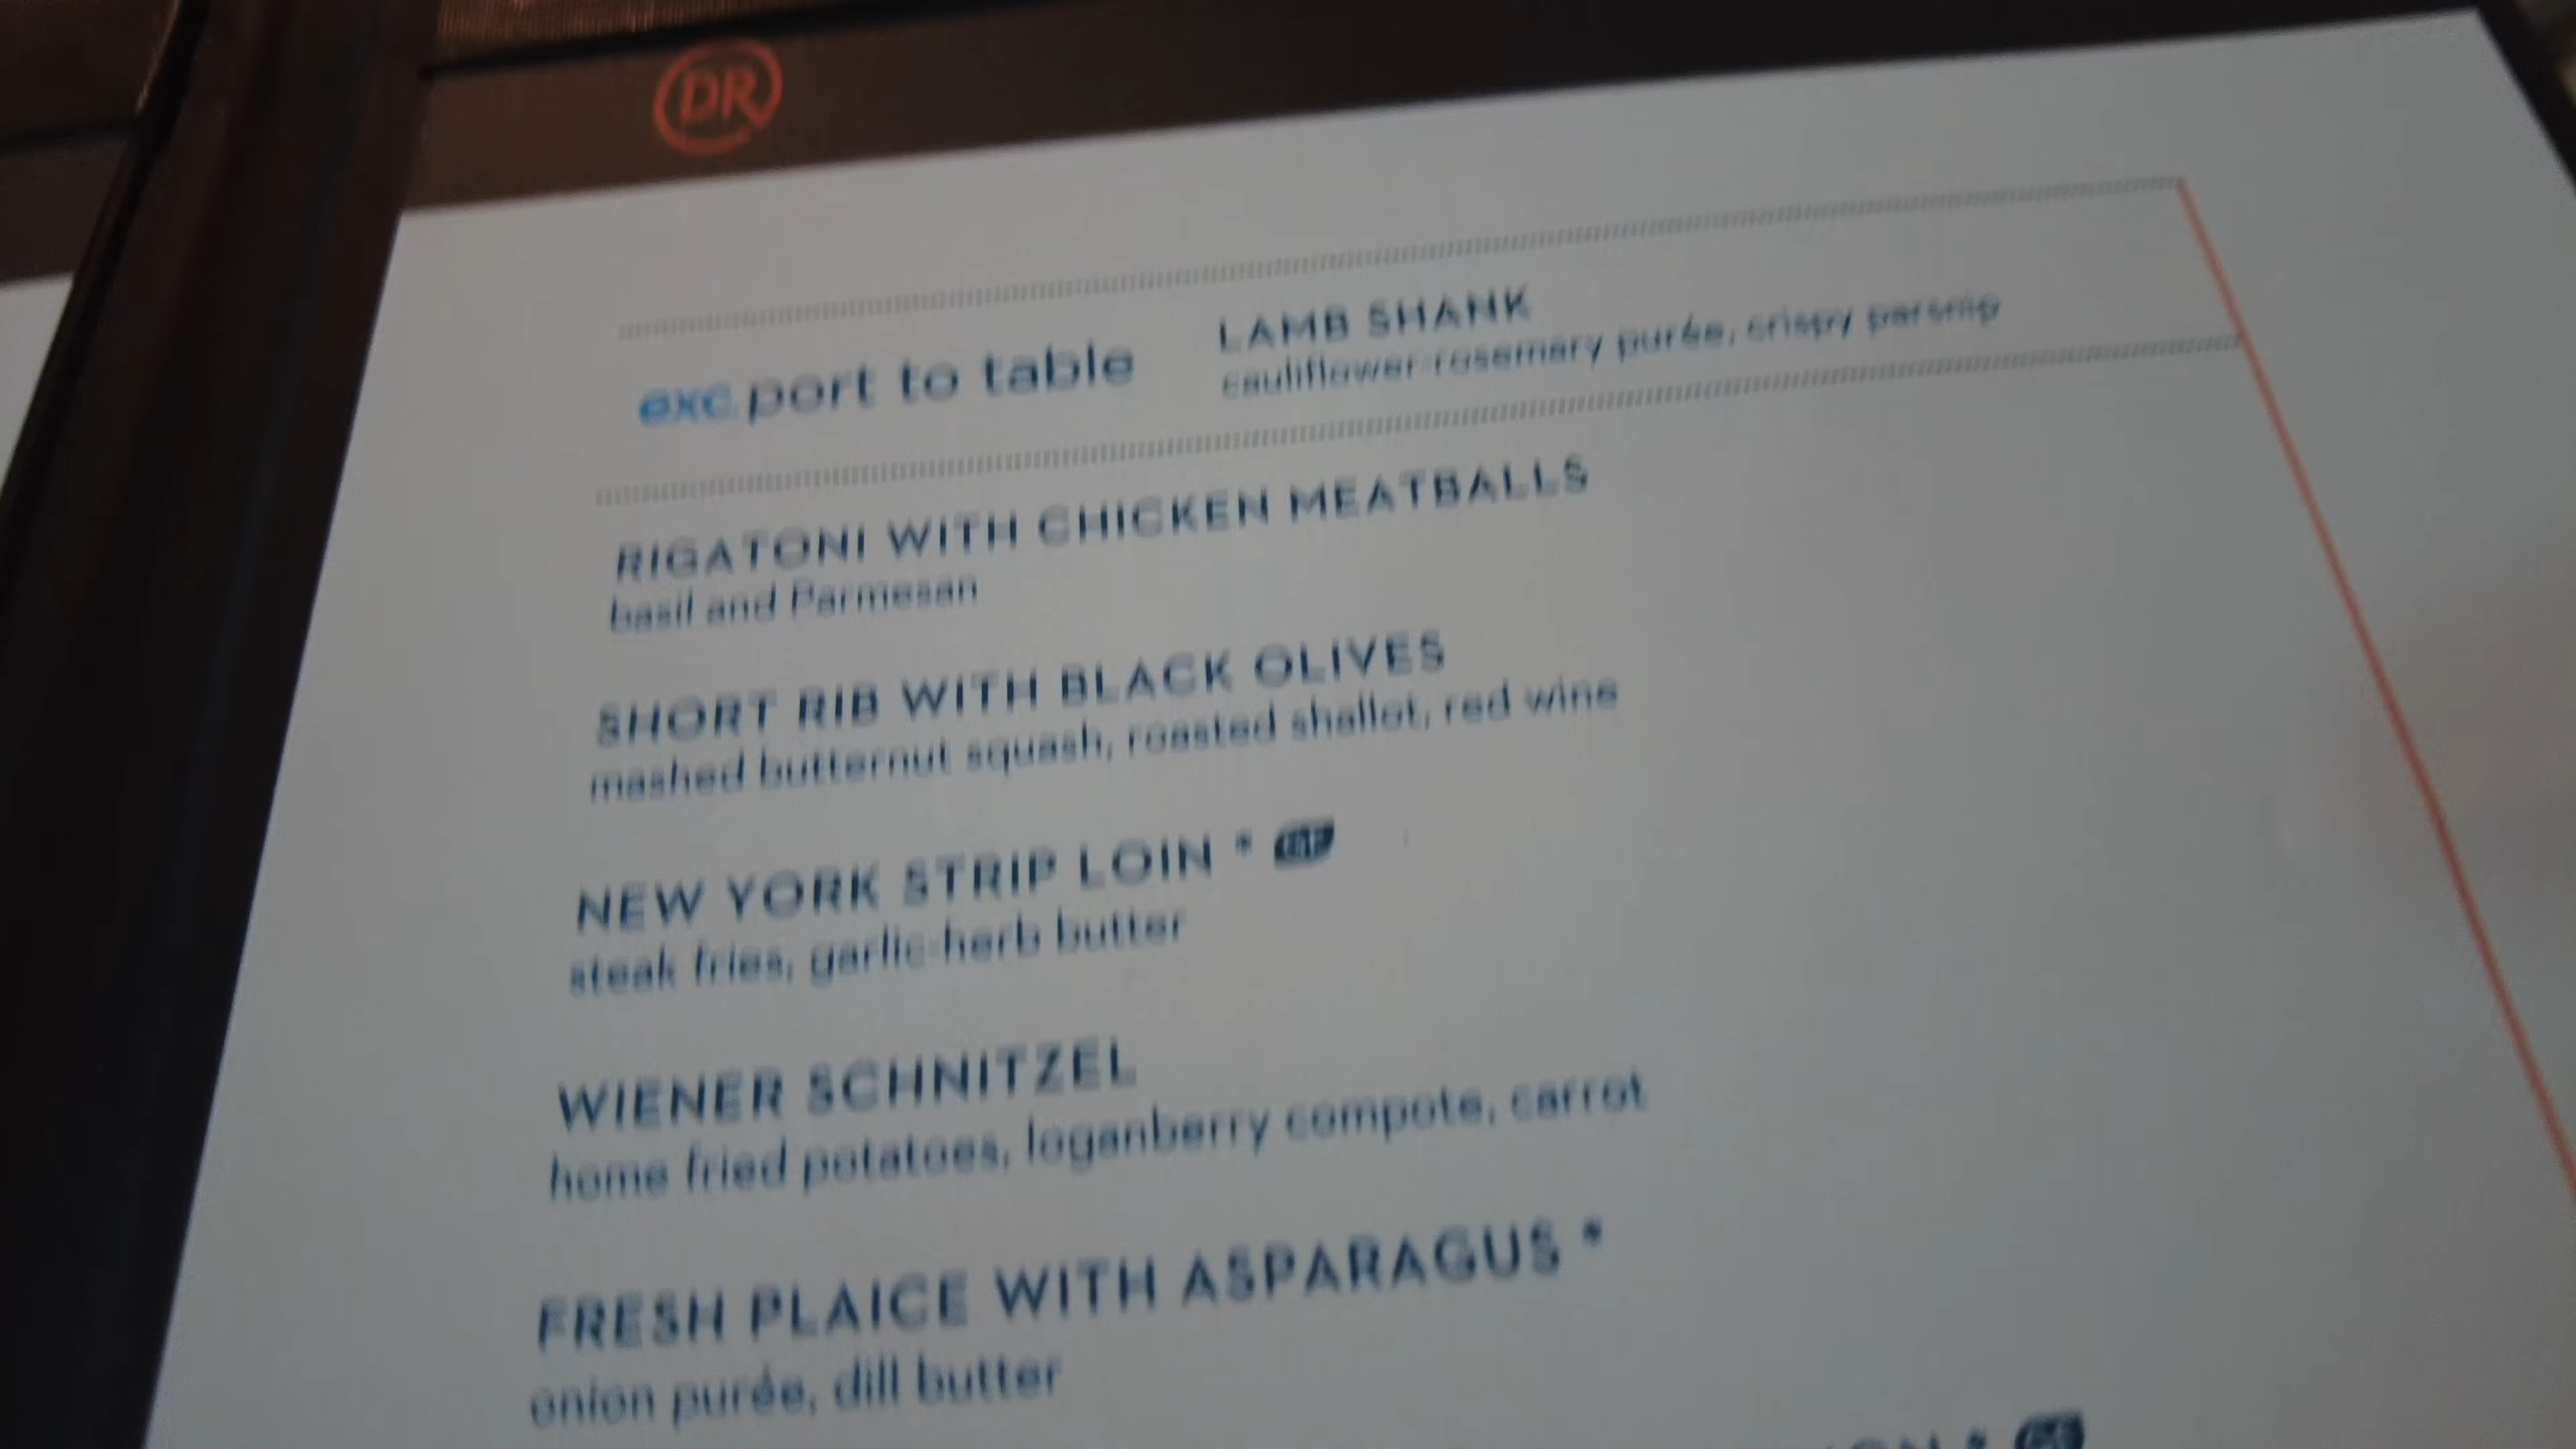 DR
exc.port to table
LAMB SHANK
cauliflower-rosemary purée, crispy parsnip
RIGATONI WITH CHICKEN MEATBALLS
basil and Parmesan
SHORT RIB WITH BLACK OLIVES
mashed butternut squash, roasted shallot, red wine
NEW YORK STRIP LOIN * GF
steak fries, garlic-herb butter
WIENER SCHNITZEL
home fried potatoes, loganberry compote, carrot
FRESH PLAICE WITH ASPARAGUS *
onion purée, dill butter